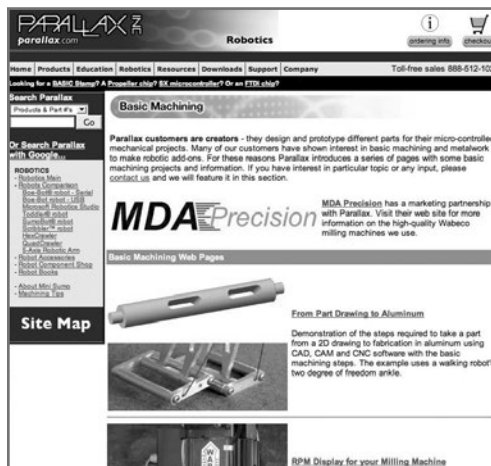 PARALLAX INC
parallax.com
Robotics
ordering info
checkout
Home Products Education Robotics Resources Downloads Support Company
Toll-free sales 888-512-10
Looking for a BASIC Stamp? A Propeller chip? SX microcontroller? Or an FTDI chip?
Search Parallax
Products & Part #'s
Go
Or Search Parallax
with Google...
ROBOTICS
- Robotics Main
- Robots Comparison
Boe-Bot® robot - Serial
Boe-Bot robot - USB
Microsoft Robotics Studio
Toddler® robot
SumoBot® robot
Scribbler™ robot
HexCrawler
QuadCrawler
5-Axis Robotic Arm
- Robot Accessories
- Robot Component Shop
- Robot Books
- About Mini Sumo
- Machining Tips
Site Map
Basic Machining
Parallax customers are creators - they design and prototype different parts for their micro-controlle
mechanical projects. Many of our customers have shown interest in basic machining and metalwork
to make robotic add-ons. For these reasons Parallax introduces a series of pages with some basic
machining projects and information. If you have interest in particular topic or any input, please
contact us and we will feature it in this section.
MDA Precision
MDA Precision has a marketing partnership
with Parallax. Visit their web site for more
information on the high-quality Wabeco
milling machines we use.
Basic Machining Web Pages
From Part Drawing to Aluminum
Demonstration of the steps required to take a part
from a 2D drawing to fabrication in aluminum using
CAD, CAM and CNC software with the basic
machining steps. The example uses a walking robot'
two degree of freedom ankle.
RPM Display for your Milling Machine